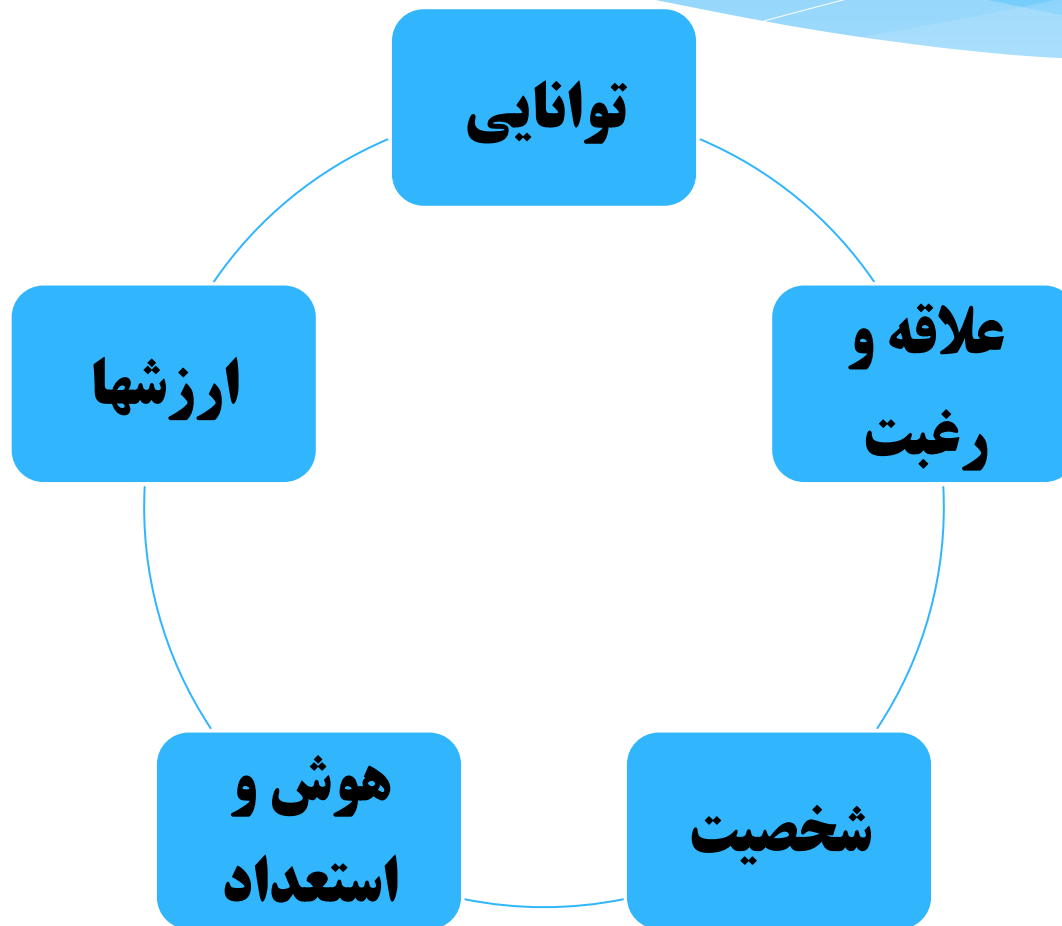 توانایی
علاقه و
رغبت
شخصیت
هوش و
استعداد
ارزشها